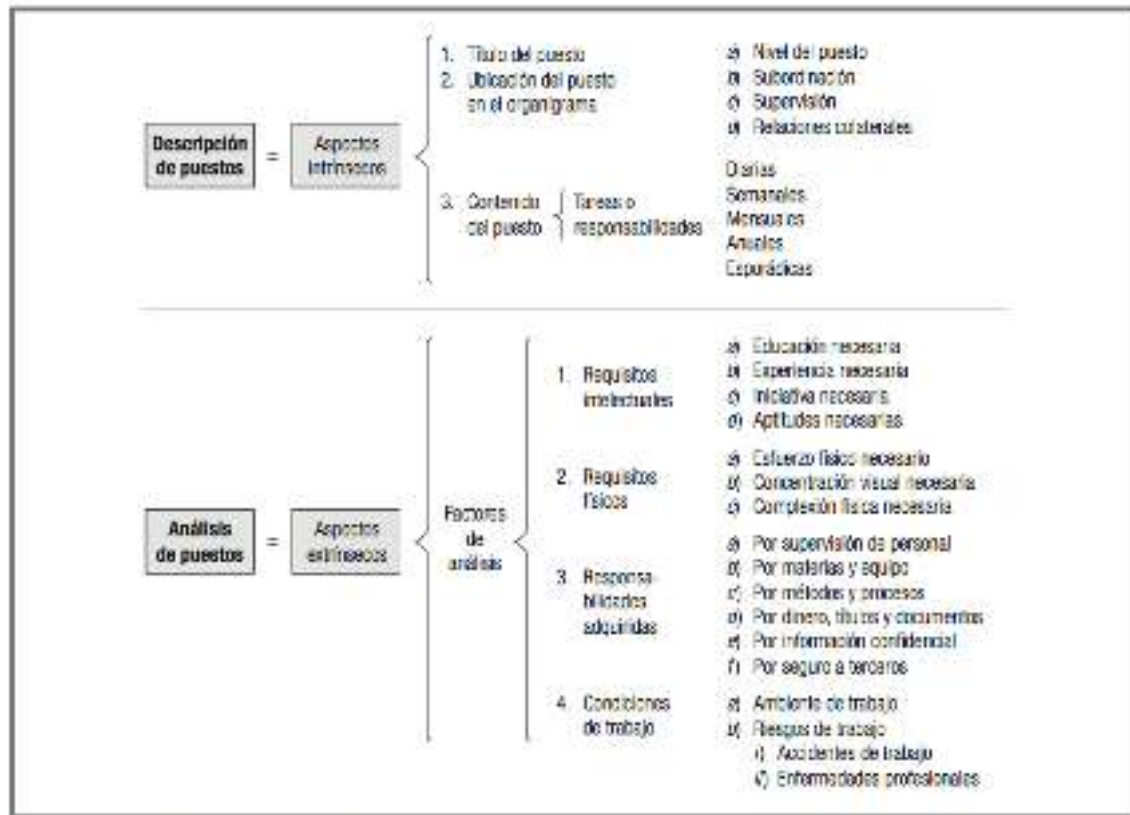 Descripción
de puestos
=
Aspectos
intrínsecos
1. Título del puesto
2. Ubicación del puesto
en el organigrama
a) Nivel del puesto
b) Subordinación
c) Supervisión
d) Relaciones colaterales
3. Contenido
del puesto
Tareas o
responsabilidades
Diarias
Semanales
Mensuales
Anuales
Esporádicas
Análisis
de puestos
=
Aspectos
extrínsecos
Factores
de
análisis
1. Requisitos
intelectuales
a) Educación necesaria
b) Experiencia necesaria
c) Iniciativa necesaria
d) Aptitudes necesarias
2. Requisitos
físicos
a) Esfuerzo físico necesario
b) Concentración visual necesaria
c) Complexión física necesaria
3. Responsa-
bilidades
adquiridas
a) Por supervisión de personal
b) Por materias y equipo
c) Por métodos y procesos
d) Por dinero, títulos y documentos
e) Por información confidencial
f) Por seguro a terceros
4. Condiciones
de trabajo
a) Ambiente de trabajo
b) Riesgos de trabajo
i) Accidentes de trabajo
ii) Enfermedades profesionales